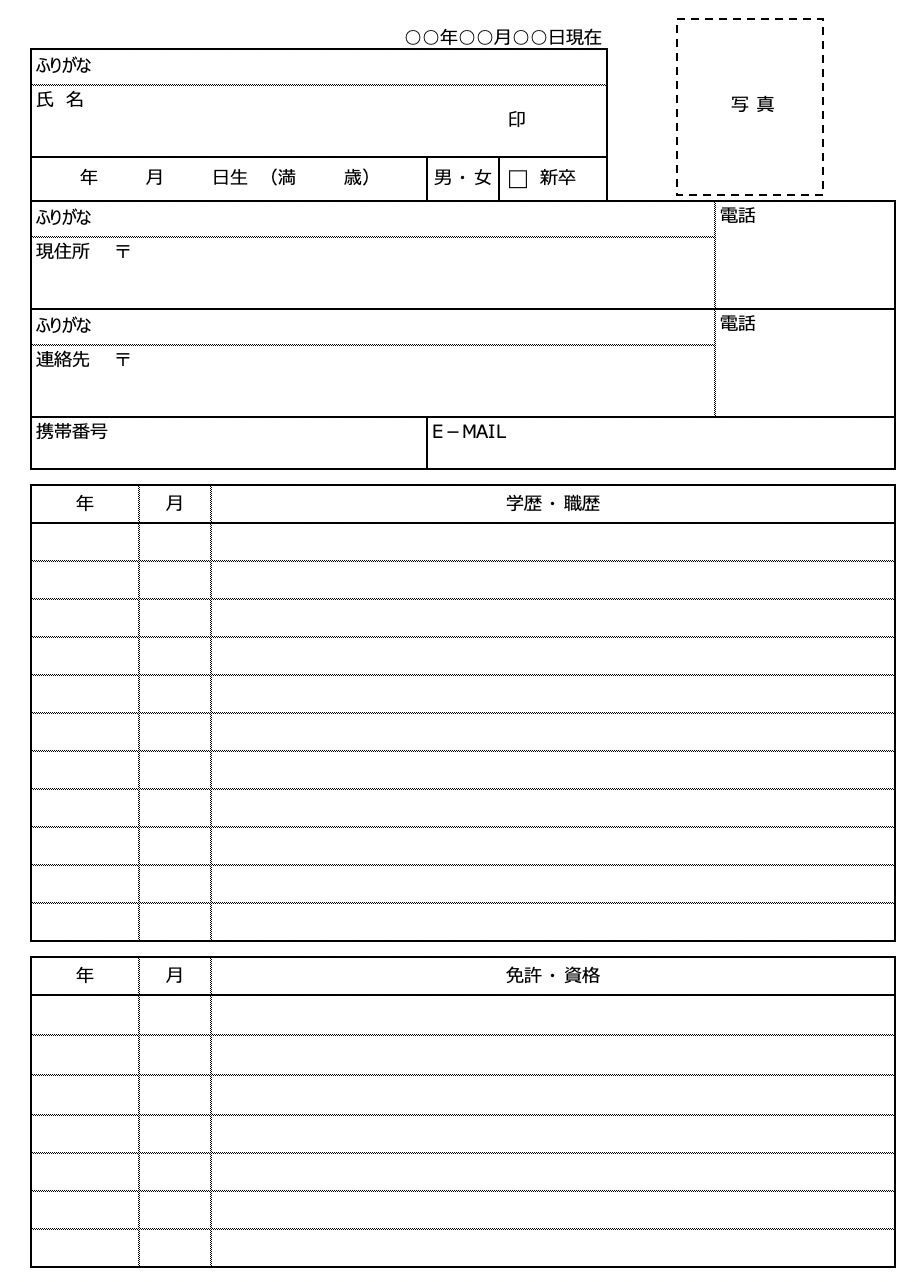 ○○年○○月○○日現在
写 真
ふりがな
氏 名
印
年 月 日生 （満 歳）
男・女
□ 新卒
ふりがな
電話
現住所 〒
ふりがな
電話
連絡先 〒
携帯番号
E－MAIL
年 月 学歴・職歴
年 月 免許・資格